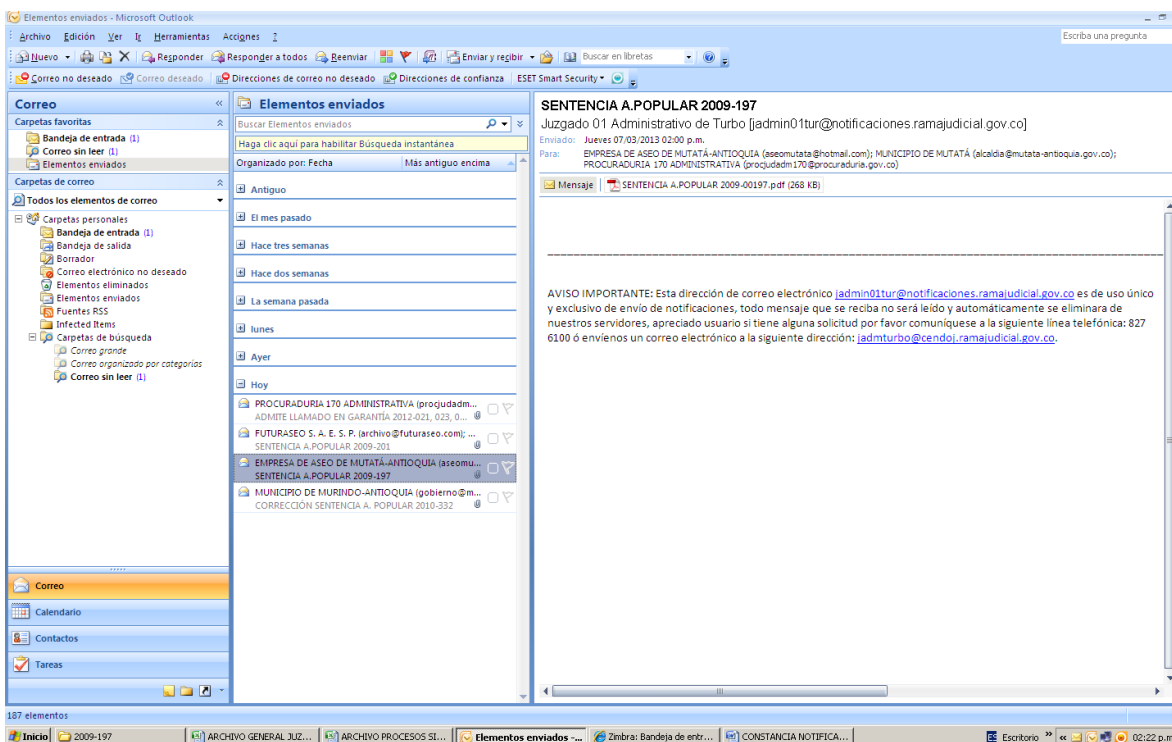 Elementos enviados - Microsoft Outlook
Archivo Edición Ver Ir Herramientas Acciones ?
Escriba una pregunta
Nuevo Responder Responder a todos Reenviar Enviar y recibir Buscar en libretas
Correo no deseado Correo deseado Direcciones de correo no deseado Direcciones de confianza ESET Smart Security
Correo
Carpetas favoritas
Bandeja de entrada (1)
Correo sin leer (1)
Elementos enviados
Carpetas de correo
Todos los elementos de correo
Carpetas personales
Bandeja de entrada (1)
Bandeja de salida
Borrador
Correo electrónico no deseado
Elementos eliminados
Elementos enviados
Fuentes RSS
Infected Items
Carpetas de búsqueda
Correo grande
Correo organizado por categorías
Correo sin leer (1)
Correo
Calendario
Contactos
Tareas
Elementos enviados
Buscar Elementos enviados
Haga clic aquí para habilitar Búsqueda instantánea
Organizado por: Fecha Más antiguo encima
Antiguo
El mes pasado
Hace tres semanas
Hace dos semanas
La semana pasada
lunes
Ayer
Hoy
PROCURADURIA 170 ADMINISTRATIVA (procjudadm...
ADMITE LLAMADO EN GARANTÍA 2012-021, 023, 0...
FUTURASEO S. A. E. S. P. (archivo@futuraseo.com); ...
SENTENCIA A.POPULAR 2009-201
EMPRESA DE ASEO DE MUTATÁ-ANTIOQUIA (aseomu...
SENTENCIA A.POPULAR 2009-197
MUNICIPIO DE MURINDO-ANTIOQUIA (gobierno@m...
CORRECCIÓN SENTENCIA A. POPULAR 2010-332
SENTENCIA A.POPULAR 2009-197
Juzgado 01 Administrativo de Turbo [jadmin01tur@notificaciones.ramajudicial.gov.co]
Enviado: Jueves 07/03/2013 02:00 p.m.
Para: EMPRESA DE ASEO DE MUTATÁ-ANTIOQUIA (aseomutata@hotmail.com); MUNICIPIO DE MUTATÁ (alcaldia@mutata-antioquia.gov.co);
PROCURADURIA 170 ADMINISTRATIVA (procjudadm170@procuraduria.gov.co)
Mensaje SENTENCIA A.POPULAR 2009-00197.pdf (268 KB)
AVISO IMPORTANTE: Esta dirección de correo electrónico jadmin01tur@notificaciones.ramajudicial.gov.co es de uso único
y exclusivo de envío de notificaciones, todo mensaje que se reciba no será leído y automáticamente se eliminara de
nuestros servidores, apreciado usuario si tiene alguna solicitud por favor comuníquese a la siguiente línea telefónica: 827
6100 ó envíenos un correo electrónico a la siguiente dirección: jadmturbo@cendoj.ramajudicial.gov.co.
187 elementos
Inicio 2009-197 ARCHIVO GENERAL JUZ... ARCHIVO PROCESOS SI... Elementos enviados -... Zimbra: Bandeja de entr... CONSTANCIA NOTIFICA... Escritorio 02:22 p.m